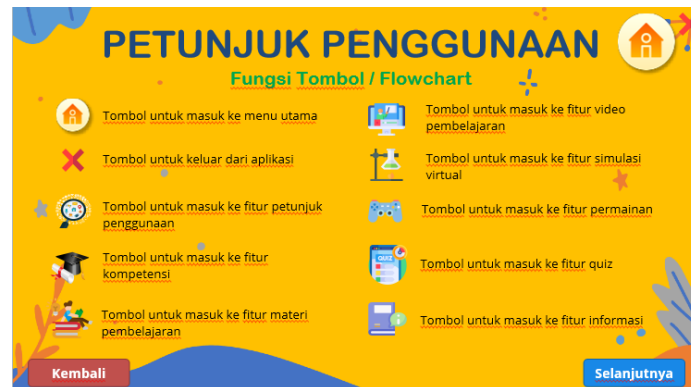 PETUNJUK PENGGUNAAN
Fungsi Tombol / Flowchart
Tombol untuk masuk ke menu utama
Tombol untuk keluar dari aplikasi
Tombol untuk masuk ke fitur petunjuk
penggunaan
Tombol untuk masuk ke fitur
kompetensi
Tombol untuk masuk ke fitur materi
pembelajaran
Tombol untuk masuk ke fitur video
pembelajaran
Tombol untuk masuk ke fitur simulasi
virtual
Tombol untuk masuk ke fitur permainan
QUIZ
Tombol untuk masuk ke fitur quiz
Tombol untuk masuk ke fitur informasi
Kembali
Selanjutnya